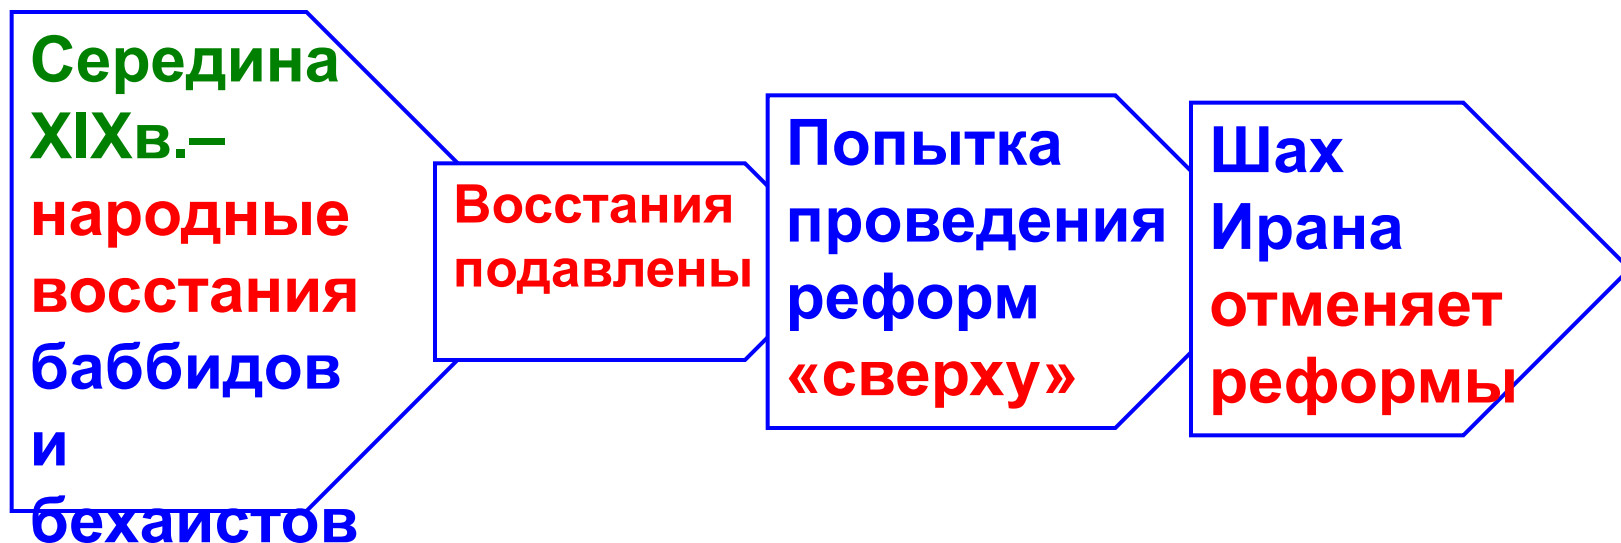 Середина
XIXв.–
народные
восстания
баббидов
и
бехаистов
Восстания
подавлены
Попытка
проведения
реформ
«сверху»
Шах
Ирана
отменяет
реформы